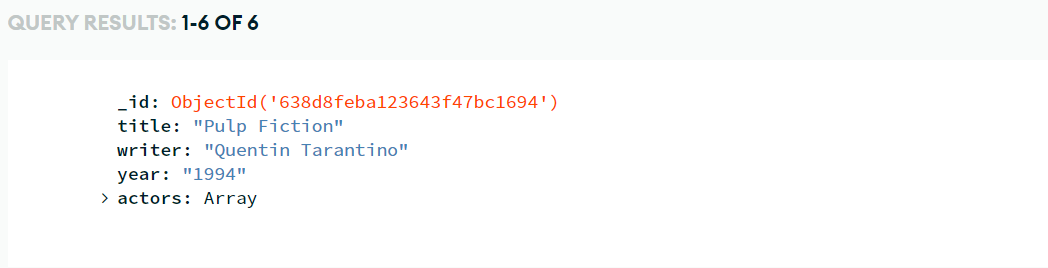 QUERY RESULTS: 1-6 OF 6
_id: ObjectId('638d8feba123643f47bc1694')
title: "Pulp Fiction"
writer: "Quentin Tarantino"
year: "1994"
> actors: Array